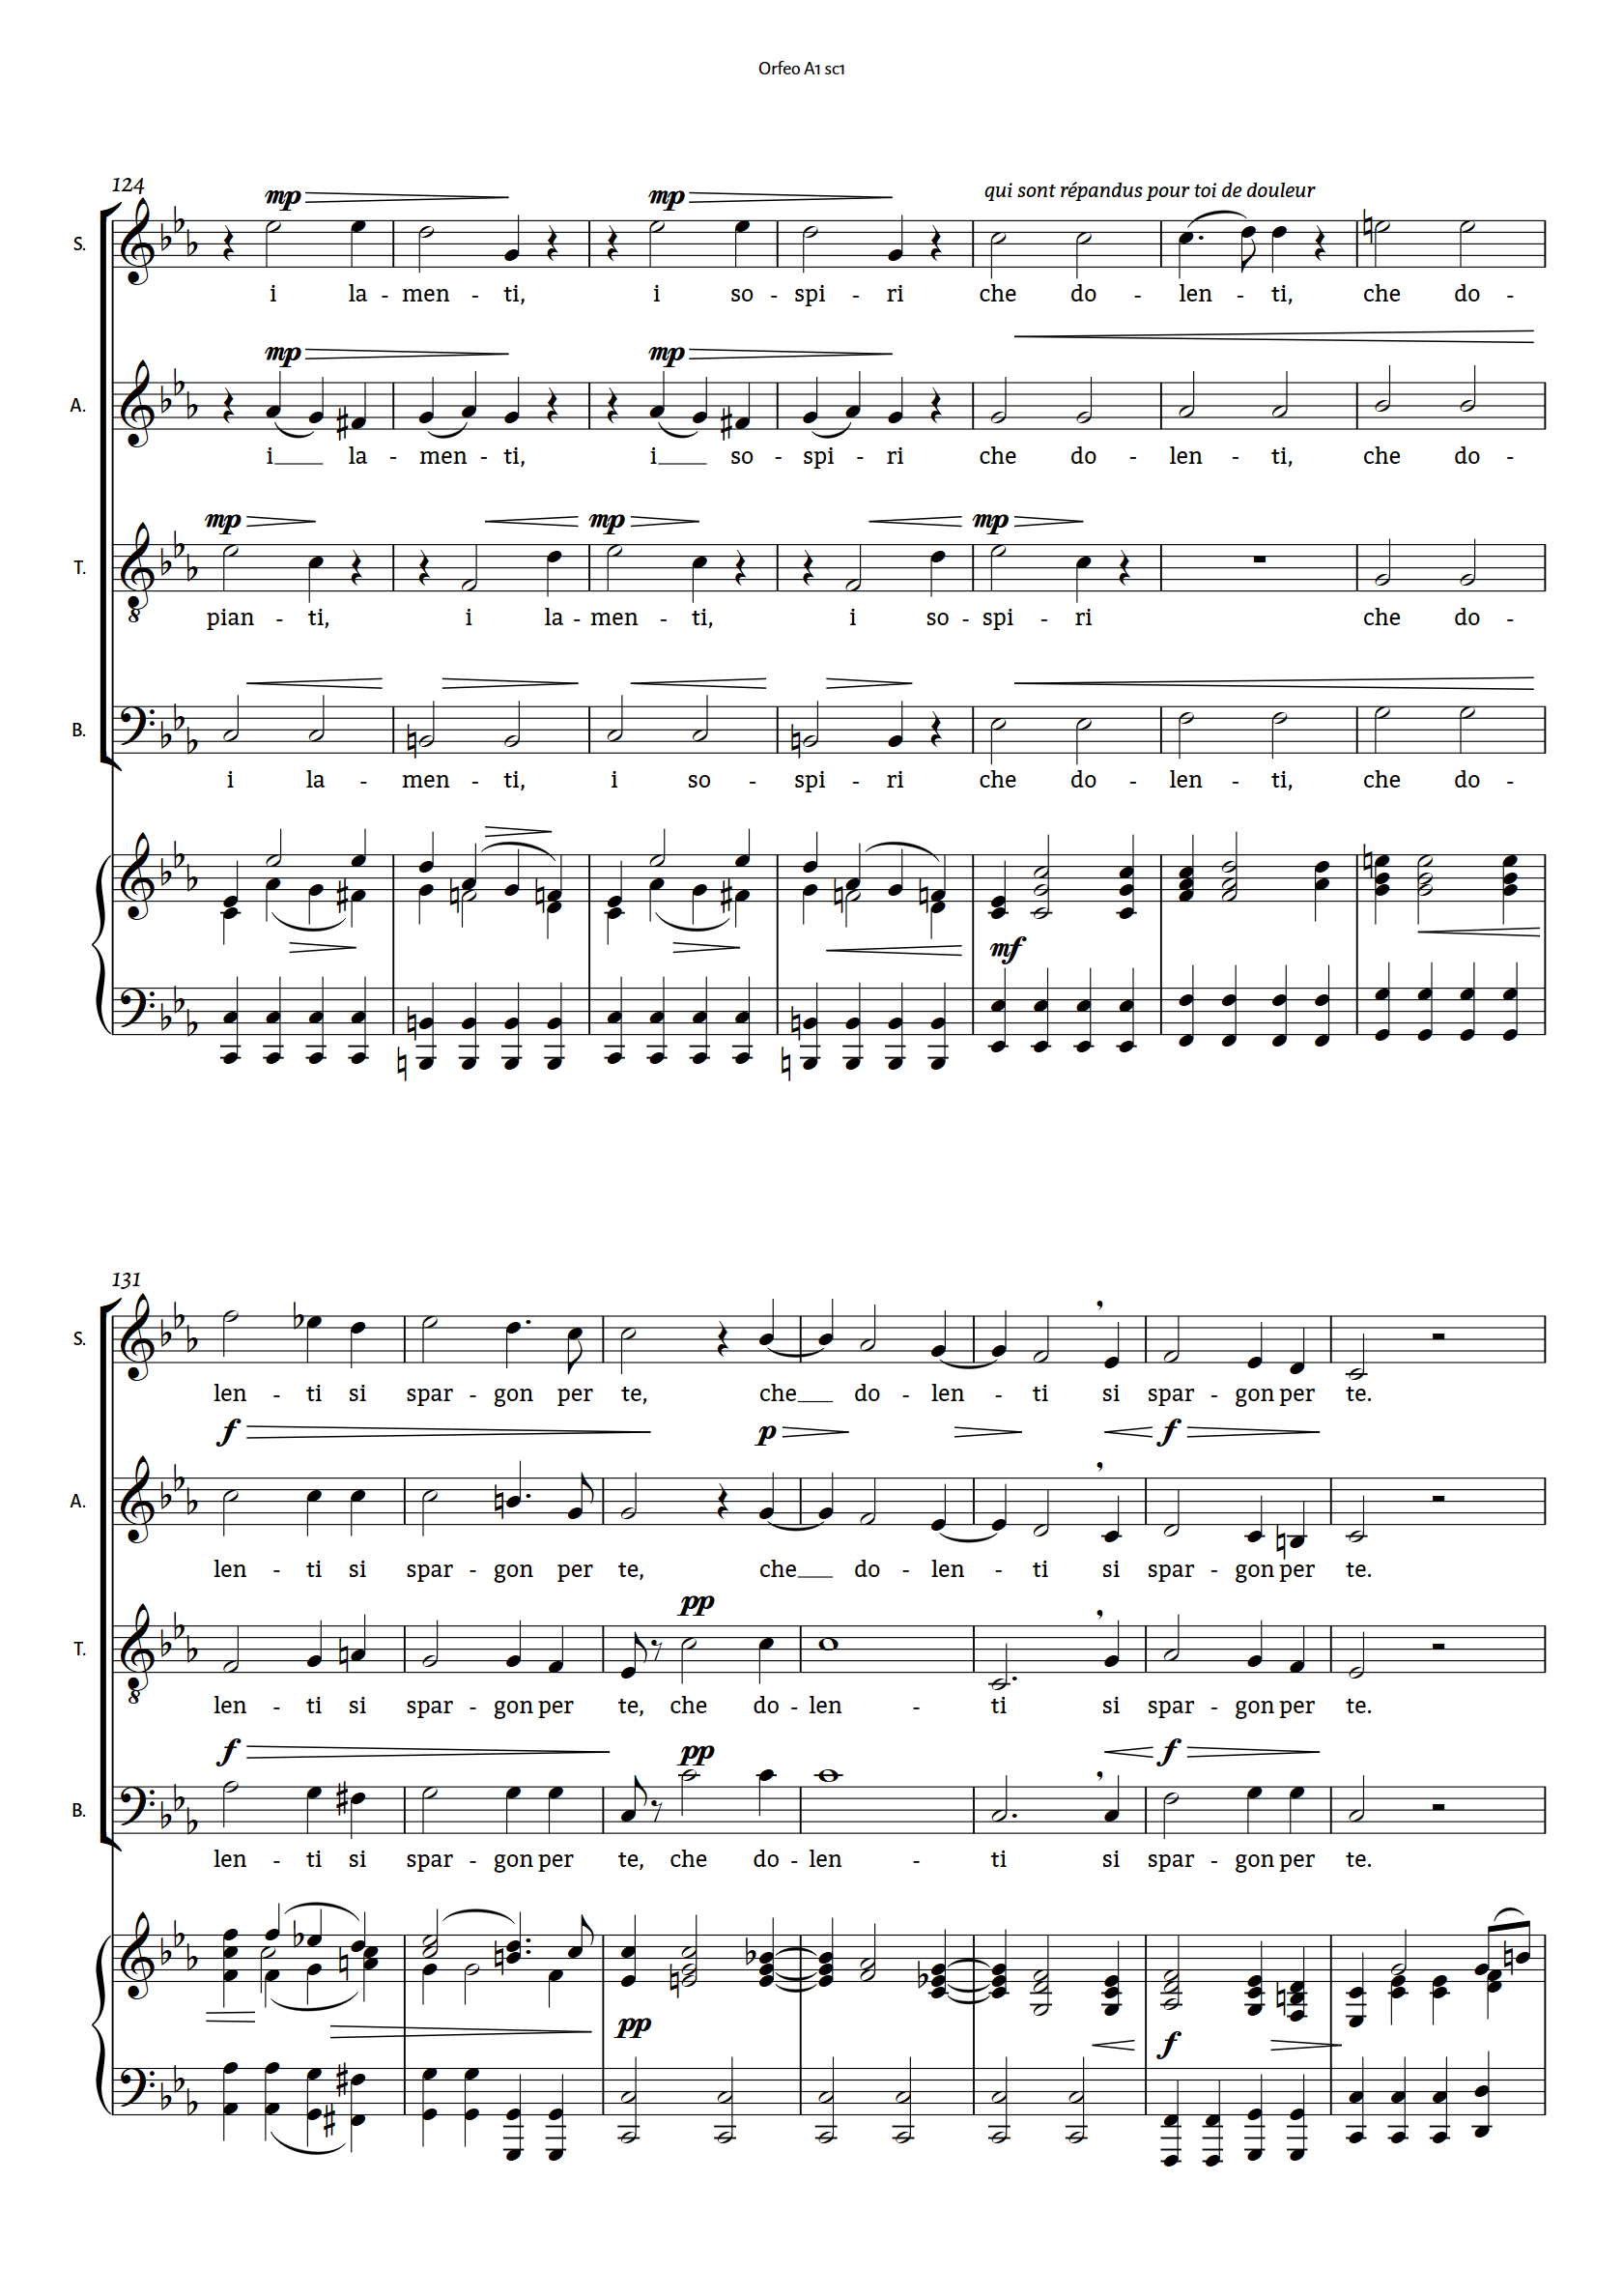 Orfeo A1 sc1
124
mp mp qui sont répandus pour toi de douleur
S.
i la - men - ti, i so - spi - ri che do - len - ti, che do -
mp mp
A.
i la - men - ti, i so - spi - ri che do - len - ti, che do -
mp mp mp
T.
8
pian - ti, i la - men - ti, i so - spi - ri che do -
B.
i la - men - ti, i so - spi - ri che do - len - ti, che do -
mf
131
S.
len - ti si spar - gon per te, che do - len - ti si spar - gon per te.
f p f
A.
len - ti si spar - gon per te, che do - len - ti si spar - gon per te.
pp
T.
8
len - ti si spar - gon per te, che do - len - ti si spar - gon per te.
f pp f
B.
len - ti si spar - gon per te, che do - len - ti si spar - gon per te.
pp f